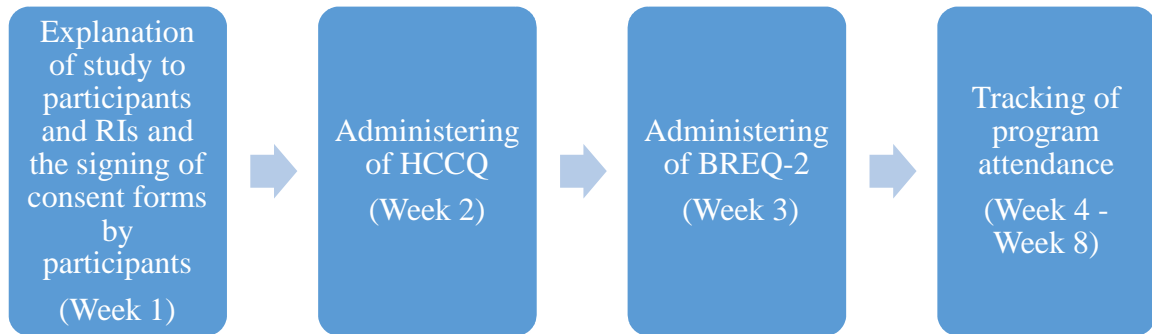 Explanation
of study to
participants
and RIs and
the signing of
consent forms
by
participants
(Week 1)
Administering
of HCCQ
(Week 2)
Administering
of BREQ-2
(Week 3)
Tracking of
program
attendance
(Week 4 -
Week 8)